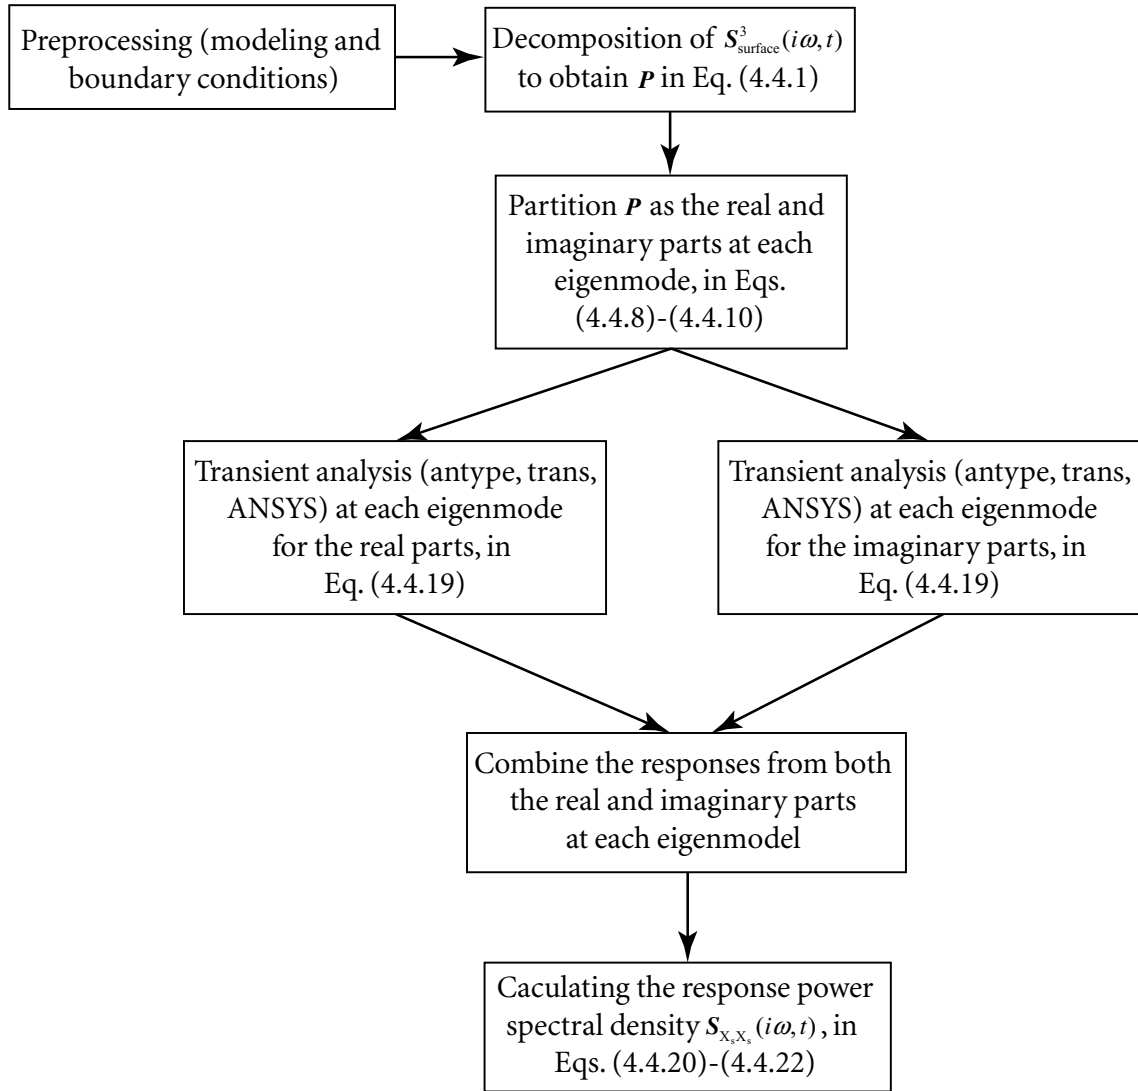 Preprocessing (modeling and
boundary conditions)
Decomposition of S³surface(iω,t)
to obtain P in Eq. (4.4.1)
Partition P as the real and
imaginary parts at each
eigenmode, in Eqs.
(4.4.8)-(4.4.10)
Transient analysis (antype, trans,
ANSYS) at each eigenmode
for the real parts, in
Eq. (4.4.19)
Transient analysis (antype, trans,
ANSYS) at each eigenmode
for the imaginary parts, in
Eq. (4.4.19)
Combine the responses from both
the real and imaginary parts
at each eigenmodel
Caculating the response power
spectral density SXsXs(iω,t), in
Eqs. (4.4.20)-(4.4.22)